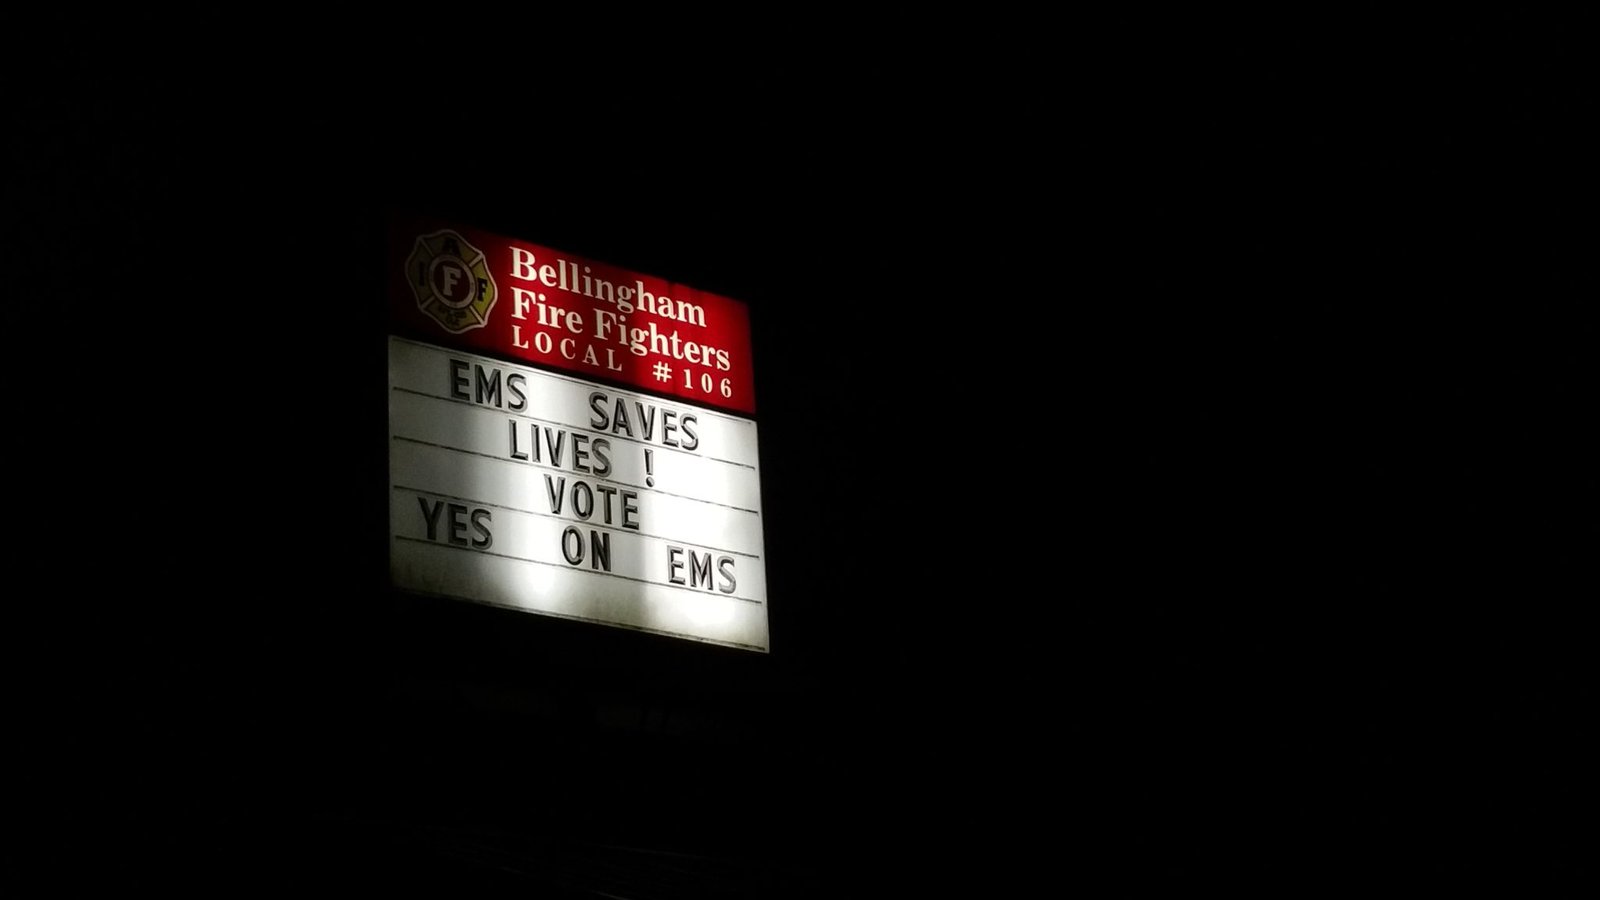 A
I F F
Bellingham
Fire Fighters
LOCAL #106
EMS SAVES
LIVES !
VOTE
YES ON EMS